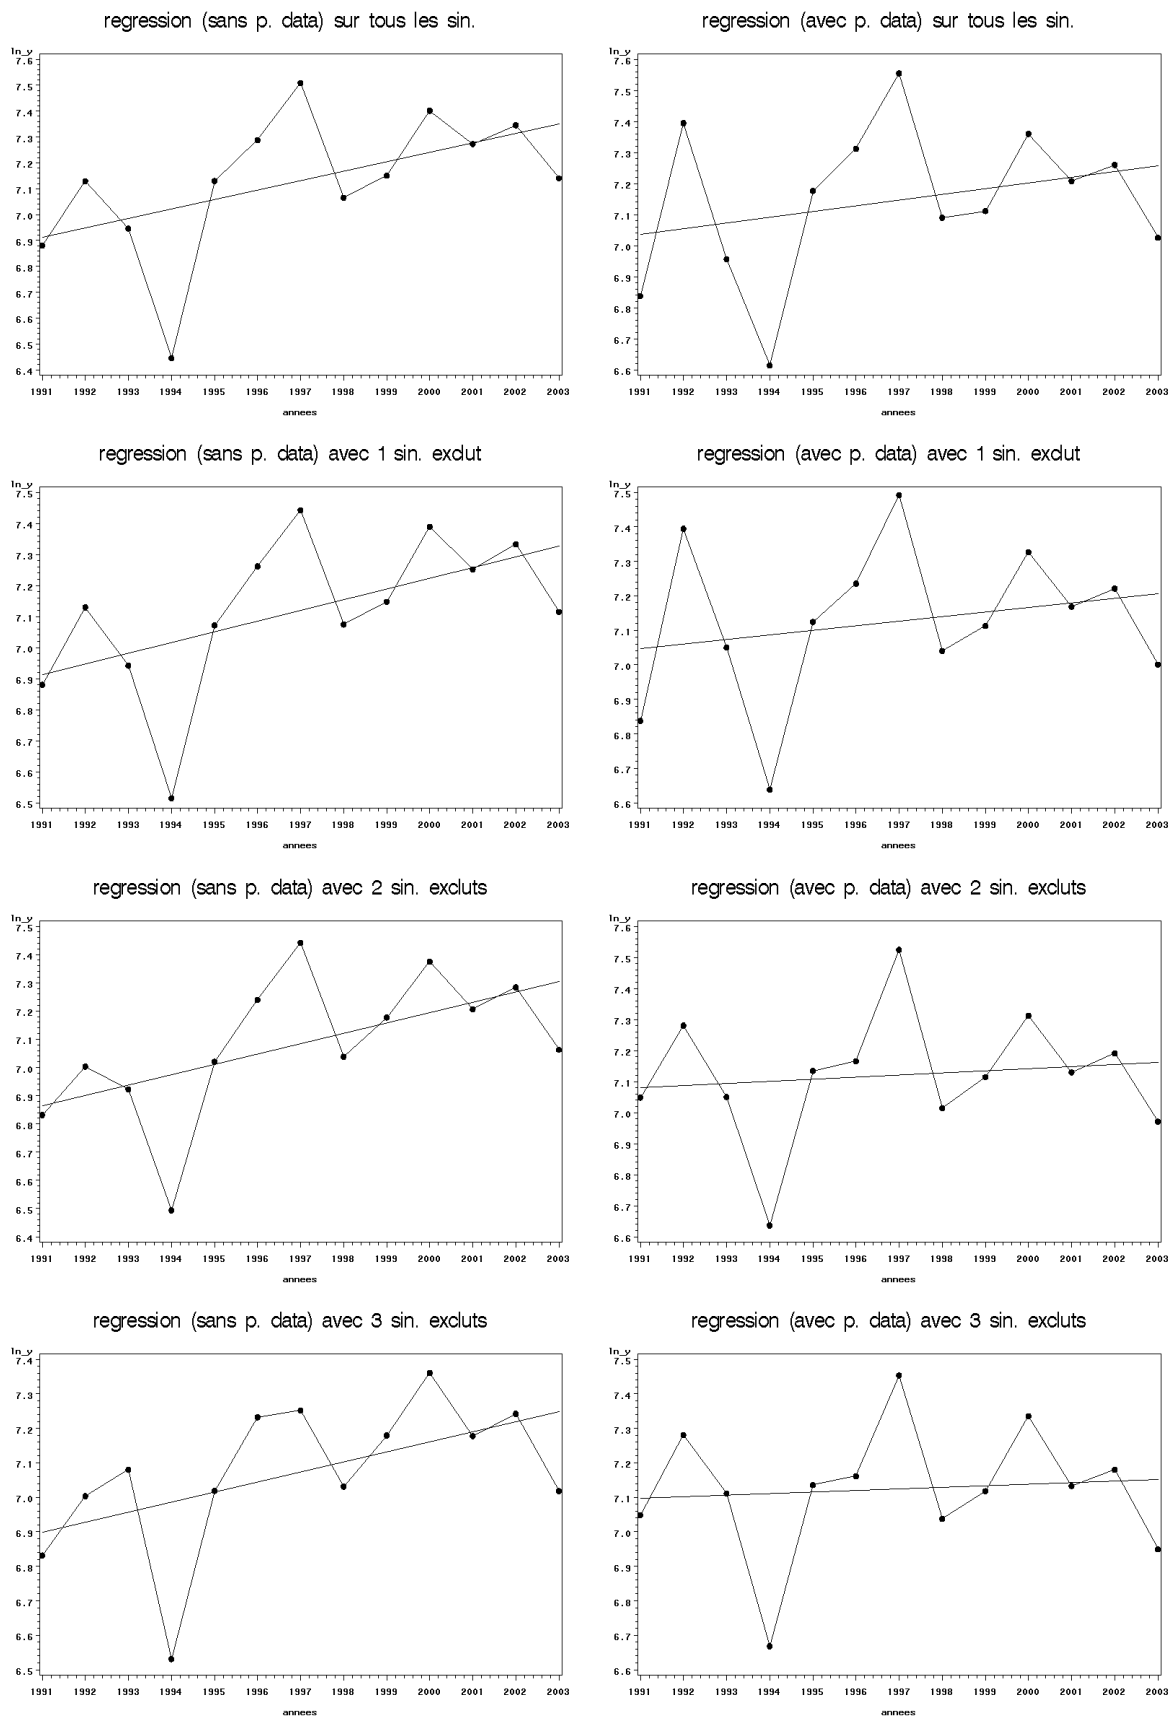 regression (sans p. data) sur tous les sin.
ln_y
7.6
7.5
7.4
7.3
7.2
7.1
7.0
6.9
6.8
6.7
6.6
6.5
6.4
1991 1992 1993 1994 1995 1996 1997 1998 1999 2000 2001 2002 2003
annees
regression (avec p. data) sur tous les sin.
ln_y
7.6
7.5
7.4
7.3
7.2
7.1
7.0
6.9
6.8
6.7
6.6
1991 1992 1993 1994 1995 1996 1997 1998 1999 2000 2001 2002 2003
annees
regression (sans p. data) avec 1 sin. exclut
ln_y
7.5
7.4
7.3
7.2
7.1
7.0
6.9
6.8
6.7
6.6
6.5
1991 1992 1993 1994 1995 1996 1997 1998 1999 2000 2001 2002 2003
annees
regression (avec p. data) avec 1 sin. exclut
ln_y
7.5
7.4
7.3
7.2
7.1
7.0
6.9
6.8
6.7
6.6
1991 1992 1993 1994 1995 1996 1997 1998 1999 2000 2001 2002 2003
annees
regression (sans p. data) avec 2 sin. excluts
ln_y
7.5
7.4
7.3
7.2
7.1
7.0
6.9
6.8
6.7
6.6
6.5
6.4
1991 1992 1993 1994 1995 1996 1997 1998 1999 2000 2001 2002 2003
annees
regression (avec p. data) avec 2 sin. excluts
ln_y
7.6
7.5
7.4
7.3
7.2
7.1
7.0
6.9
6.8
6.7
6.6
1991 1992 1993 1994 1995 1996 1997 1998 1999 2000 2001 2002 2003
annees
regression (sans p. data) avec 3 sin. excluts
ln_y
7.4
7.3
7.2
7.1
7.0
6.9
6.8
6.7
6.6
6.5
1991 1992 1993 1994 1995 1996 1997 1998 1999 2000 2001 2002 2003
annees
regression (avec p. data) avec 3 sin. excluts
ln_y
7.5
7.4
7.3
7.2
7.1
7.0
6.9
6.8
6.7
6.6
1991 1992 1993 1994 1995 1996 1997 1998 1999 2000 2001 2002 2003
annees